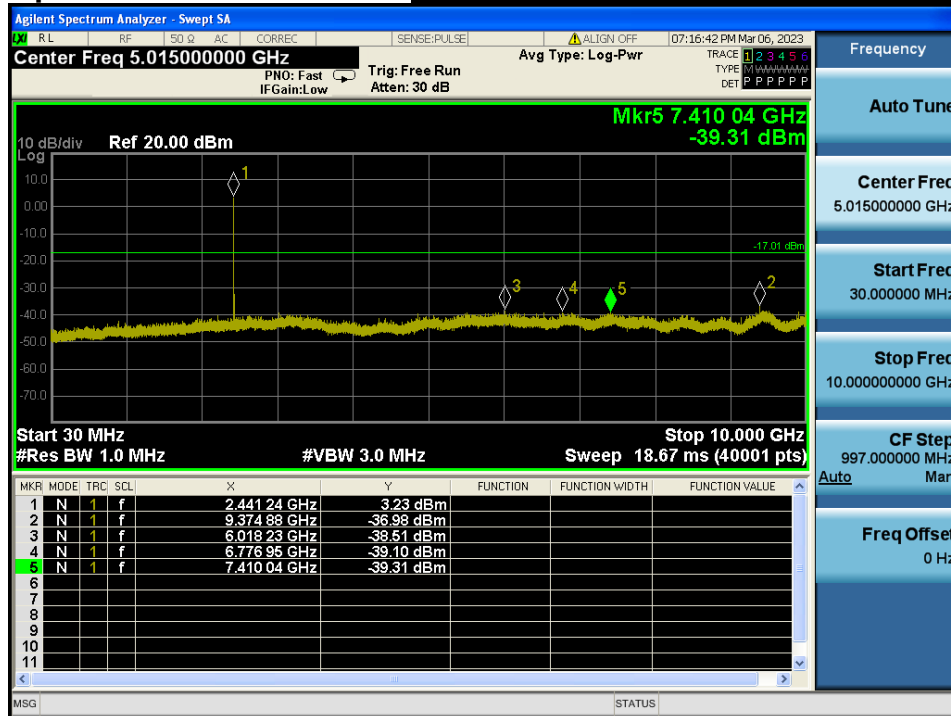 Agilent Spectrum Analyzer - Swept SA
LXI RL RF 50 Ω AC CORREC SENSE:PULSE ALIGN OFF 07:16:42 PM Mar 06, 2023
Center Freq 5.015000000 GHz
PNO: Fast
IFGain:Low
Trig: Free Run
Atten: 30 dB
Avg Type: Log-Pwr
TRACE 1 2 3 4 5 6
TYPE M
DET P P P P P P
Mkr5 7.410 04 GHz
-39.31 dBm
10 dB/div Ref 20.00 dBm
Log
10.0
0.00
-10.0
-20.0
-30.0
-40.0
-50.0
-60.0
-70.0
-17.01 dBm
1
3
4
5
2
Start 30 MHz Stop 10.000 GHz
#Res BW 1.0 MHz #VBW 3.0 MHz Sweep 18.67 ms (40001 pts)
MKR MODE TRC SCL X Y FUNCTION FUNCTION WIDTH FUNCTION VALUE
1 N 1 f 2.441 24 GHz 3.23 dBm
2 N 1 f 9.374 88 GHz -36.98 dBm
3 N 1 f 6.018 23 GHz -38.51 dBm
4 N 1 f 6.776 95 GHz -39.10 dBm
5 N 1 f 7.410 04 GHz -39.31 dBm
6
7
8
9
10
11
MSG STATUS
Frequency
Auto Tune
Center Freq
5.015000000 GHz
Start Freq
30.000000 MHz
Stop Freq
10.000000000 GHz
CF Step
997.000000 MHz
Auto Man
Freq Offset
0 Hz